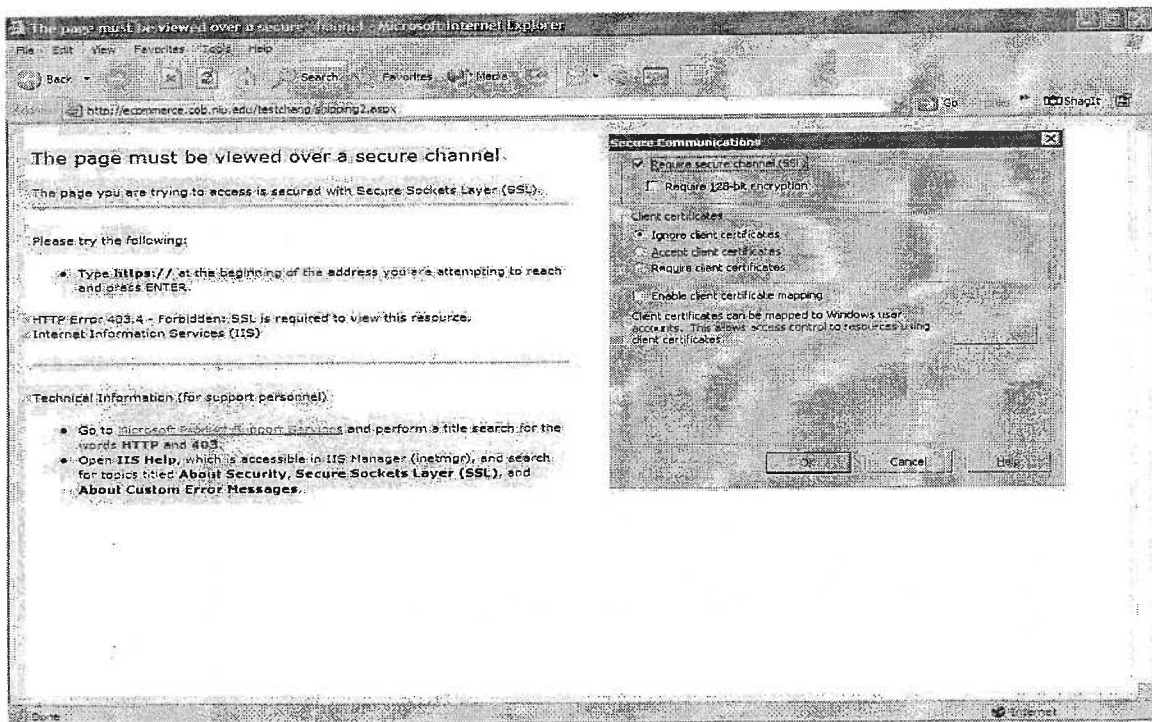 The page must be viewed over a secure channel - Microsoft Internet Explorer
File Edit View Favorites Tools Help
Back Search Favorites Media
http://ecommerce.cob.niu.edu/testchang/shipping2.aspx Go SnagIt
The page must be viewed over a secure channel
The page you are trying to access is secured with Secure Sockets Layer (SSL).
Please try the following:
• Type https:// at the beginning of the address you are attempting to reach
and press ENTER.
HTTP Error 403.4 - Forbidden: SSL is required to view this resource.
Internet Information Services (IIS)
Technical Information (for support personnel)
• Go to Microsoft Product Support Services and perform a title search for the
words HTTP and 403.
• Open IIS Help, which is accessible in IIS Manager (inetmgr), and search
for topics titled About Security, Secure Sockets Layer (SSL), and
About Custom Error Messages.
Secure Communications
Require secure channel (SSL)
Require 128-bit encryption
Client certificates
Ignore client certificates
Accept client certificates
Require client certificates
Enable client certificate mapping
Client certificates can be mapped to Windows user
accounts. This allows access control to resources using
client certificates.
OK Cancel Help
Done Internet